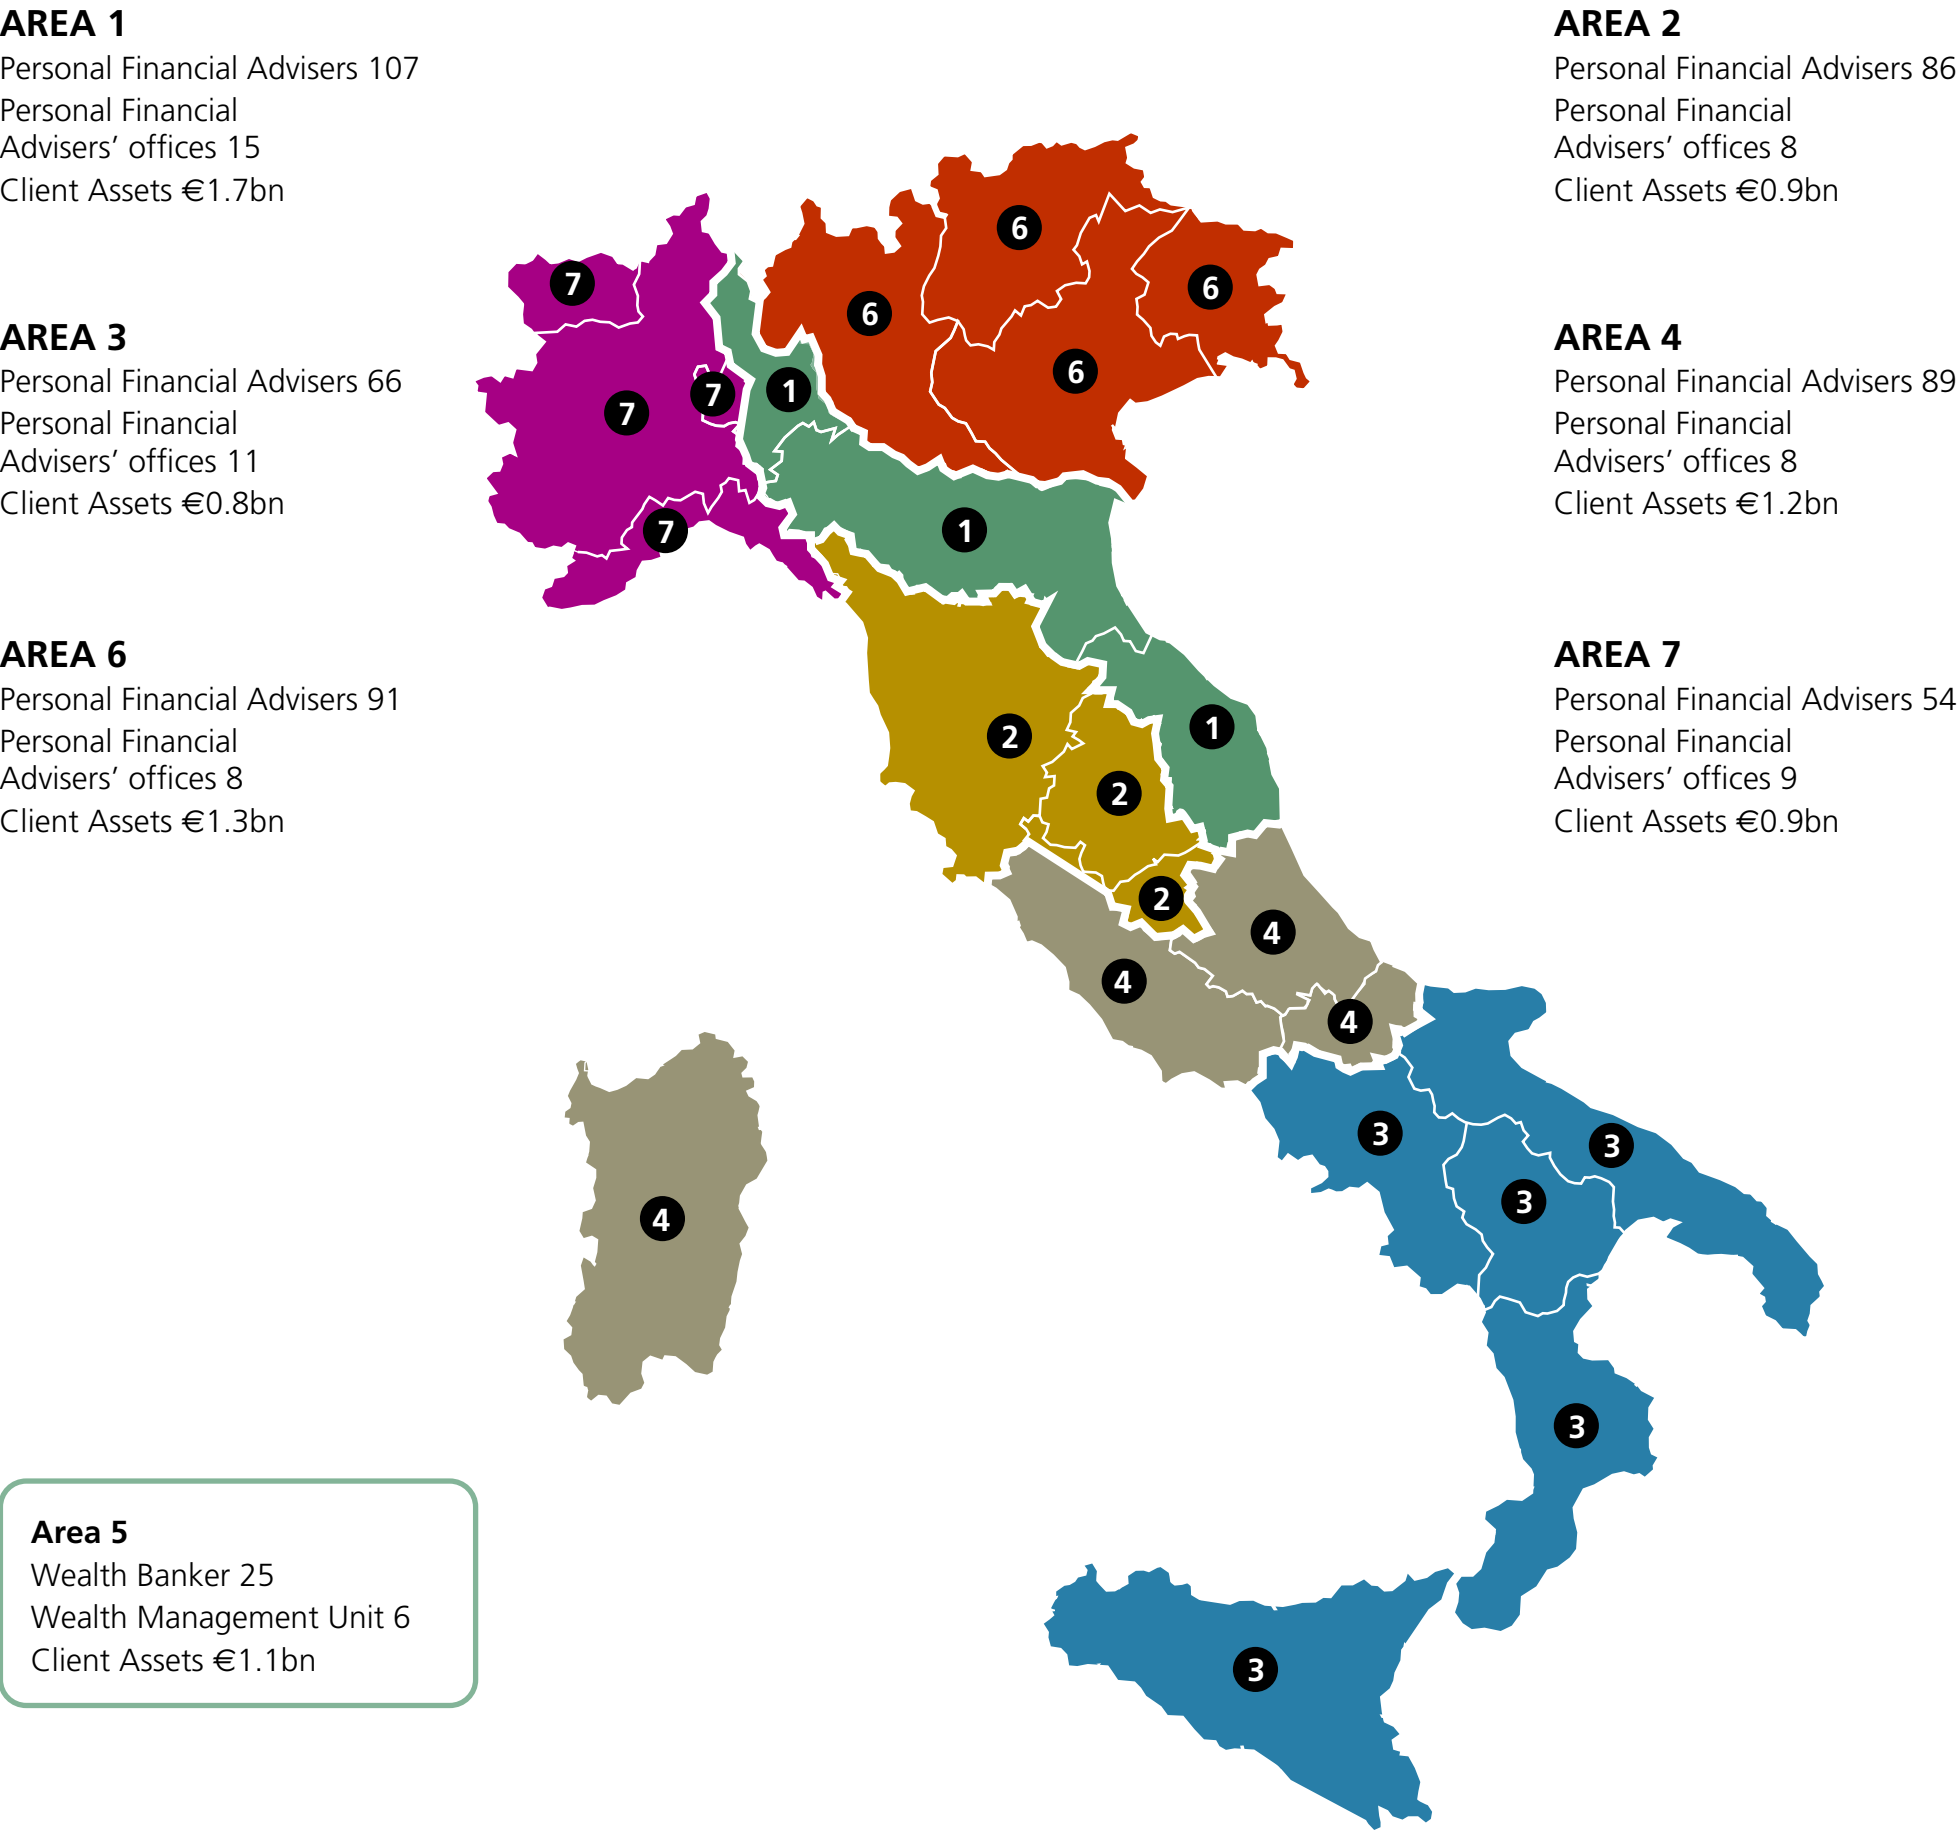 AREA 1
Personal Financial Advisers 107
Personal Financial
Advisers’ offices 15
Client Assets €1.7bn
AREA 2
Personal Financial Advisers 86
Personal Financial
Advisers’ offices 8
Client Assets €0.9bn
AREA 3
Personal Financial Advisers 66
Personal Financial
Advisers’ offices 11
Client Assets €0.8bn
AREA 4
Personal Financial Advisers 89
Personal Financial
Advisers’ offices 8
Client Assets €1.2bn
AREA 6
Personal Financial Advisers 91
Personal Financial
Advisers’ offices 8
Client Assets €1.3bn
AREA 7
Personal Financial Advisers 54
Personal Financial
Advisers’ offices 9
Client Assets €0.9bn
6
7
6
6
6
7
1
7
7
1
1
2
2
2
4
4
4
3
3
3
4
3
3
Area 5
Wealth Banker 25
Wealth Management Unit 6
Client Assets €1.1bn